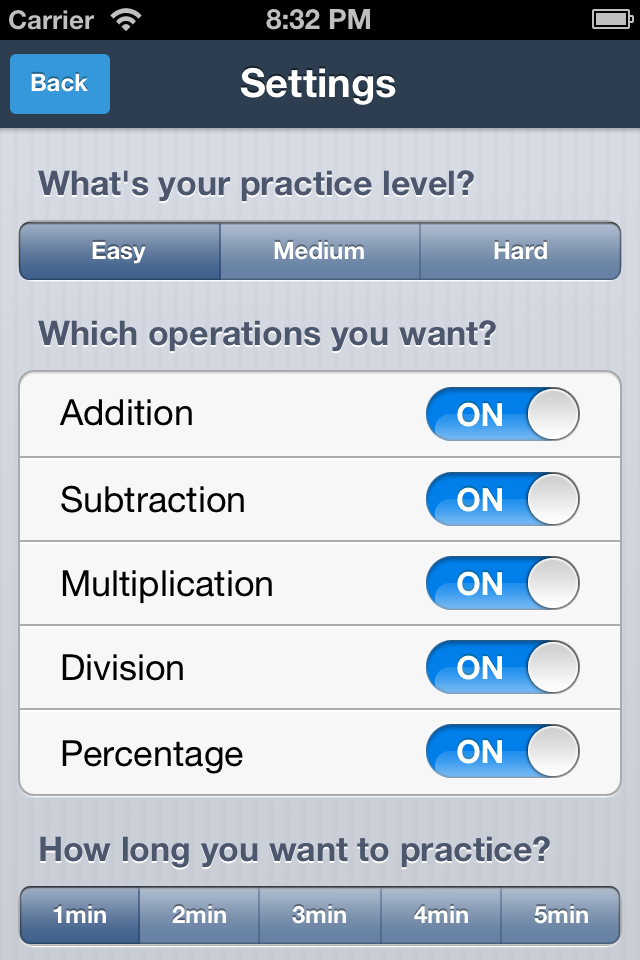 Carrier 8:32 PM
Back Settings
What's your practice level?
Easy Medium Hard
Which operations you want?
Addition ON
Subtraction ON
Multiplication ON
Division ON
Percentage ON
How long you want to practice?
1min 2min 3min 4min 5min